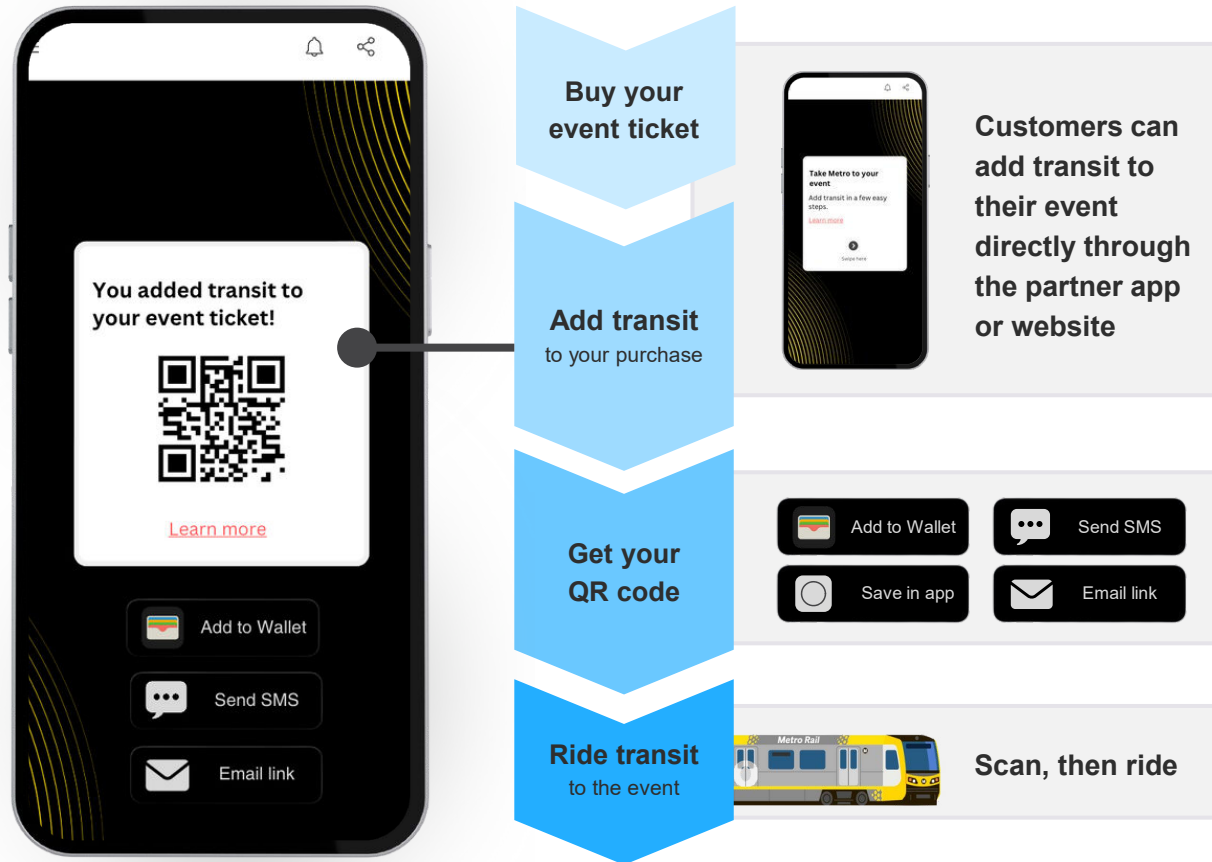 You added transit to
your event ticket!
Learn more
Add to Wallet
Send SMS
Email link
Buy your
event ticket
Take Metro to your
event
Add transit in a few easy
steps.
Learn more
Swipe here
Customers can
add transit to
their event
directly through
the partner app
or website
Add transit
to your purchase
Get your
QR code
Add to Wallet
Send SMS
Save in app
Email link
Ride transit
to the event
Metro Rail
Scan, then ride